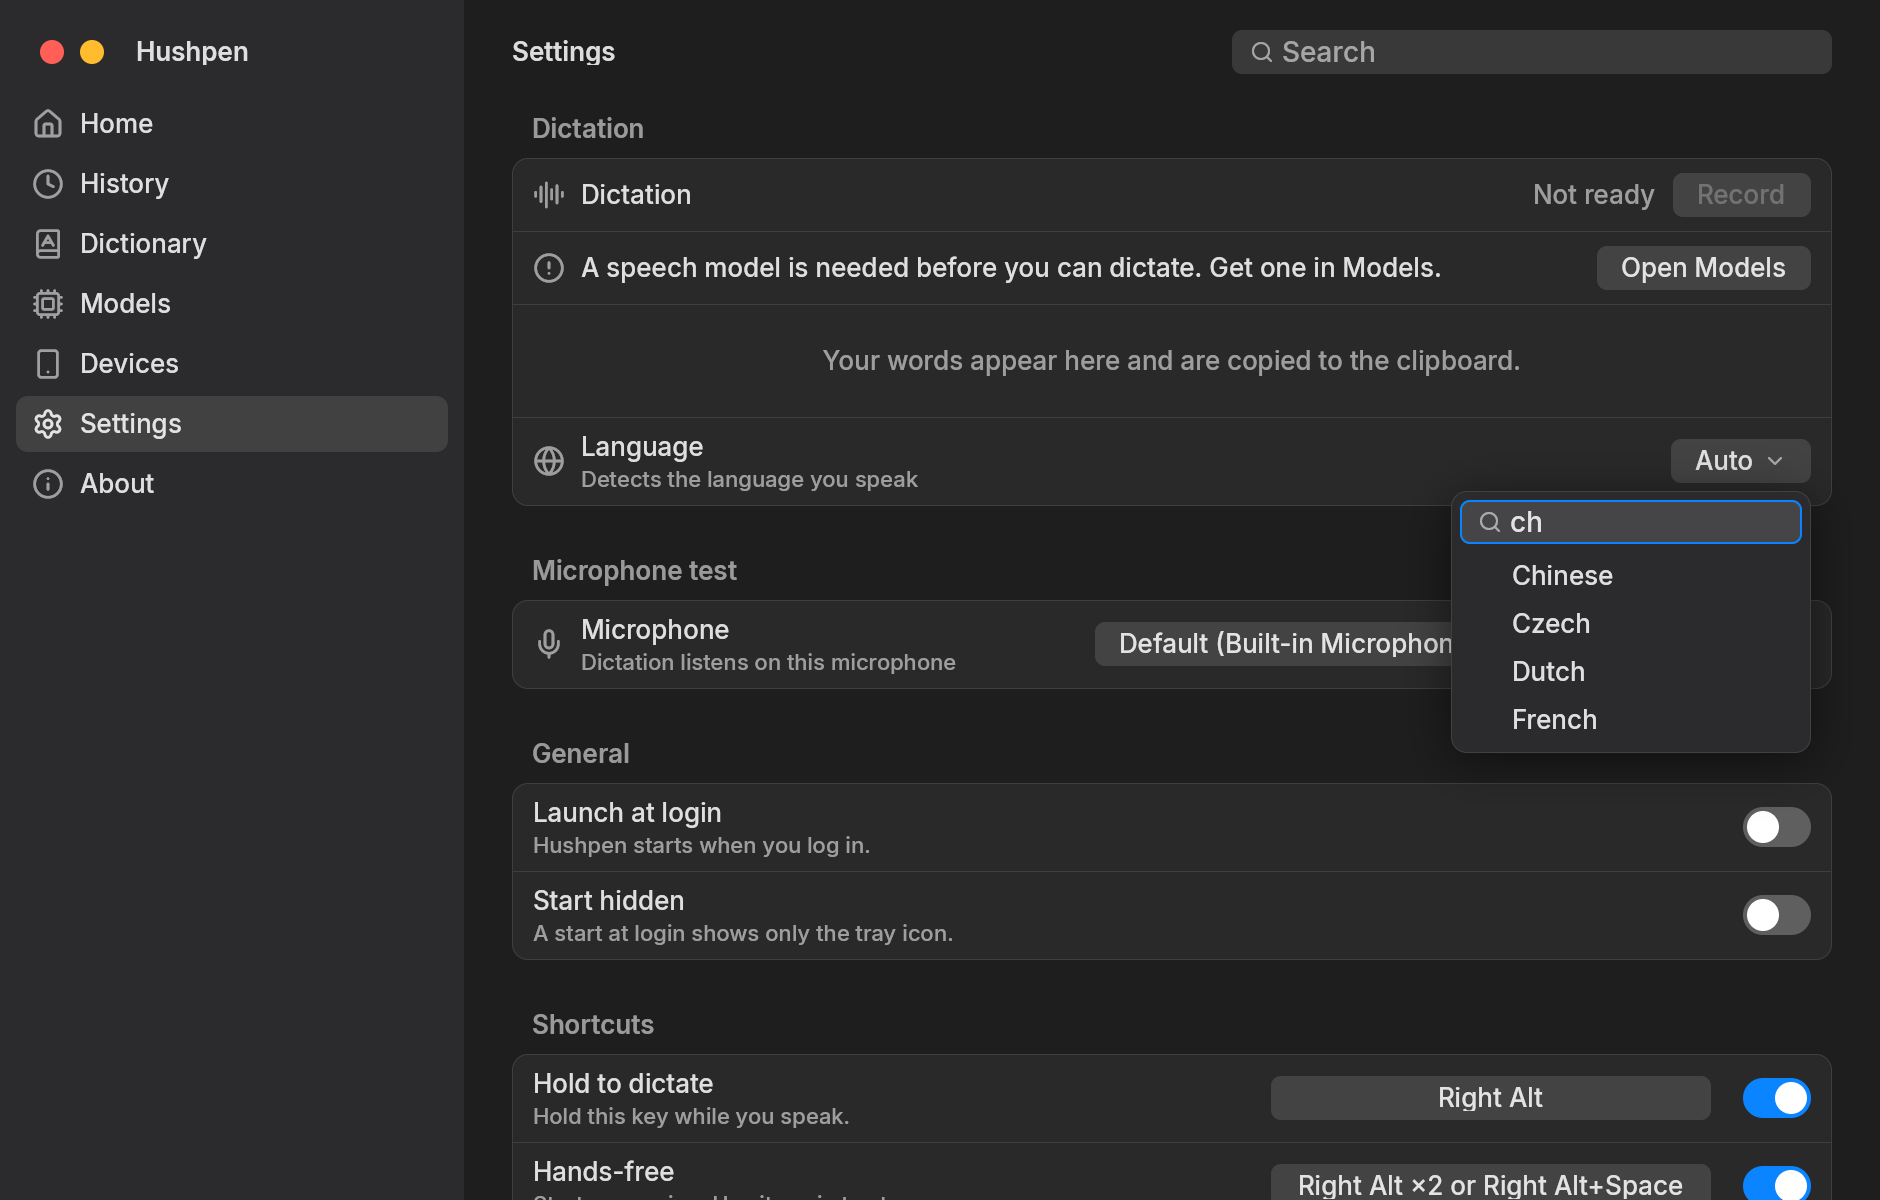 Hushpen
Home
History
Dictionary
Models
Devices
Settings
About
Settings
Search
Dictation
Dictation
Not ready
Record
A speech model is needed before you can dictate. Get one in Models.
Open Models
Your words appear here and are copied to the clipboard.
Language
Detects the language you speak
Auto
ch
Chinese
Czech
Dutch
French
Microphone test
Microphone
Dictation listens on this microphone
Default (Built-in Microphon
General
Launch at login
Hushpen starts when you log in.
Start hidden
A start at login shows only the tray icon.
Shortcuts
Hold to dictate
Hold this key while you speak.
Right Alt
Hands-free
Right Alt ×2 or Right Alt+Space